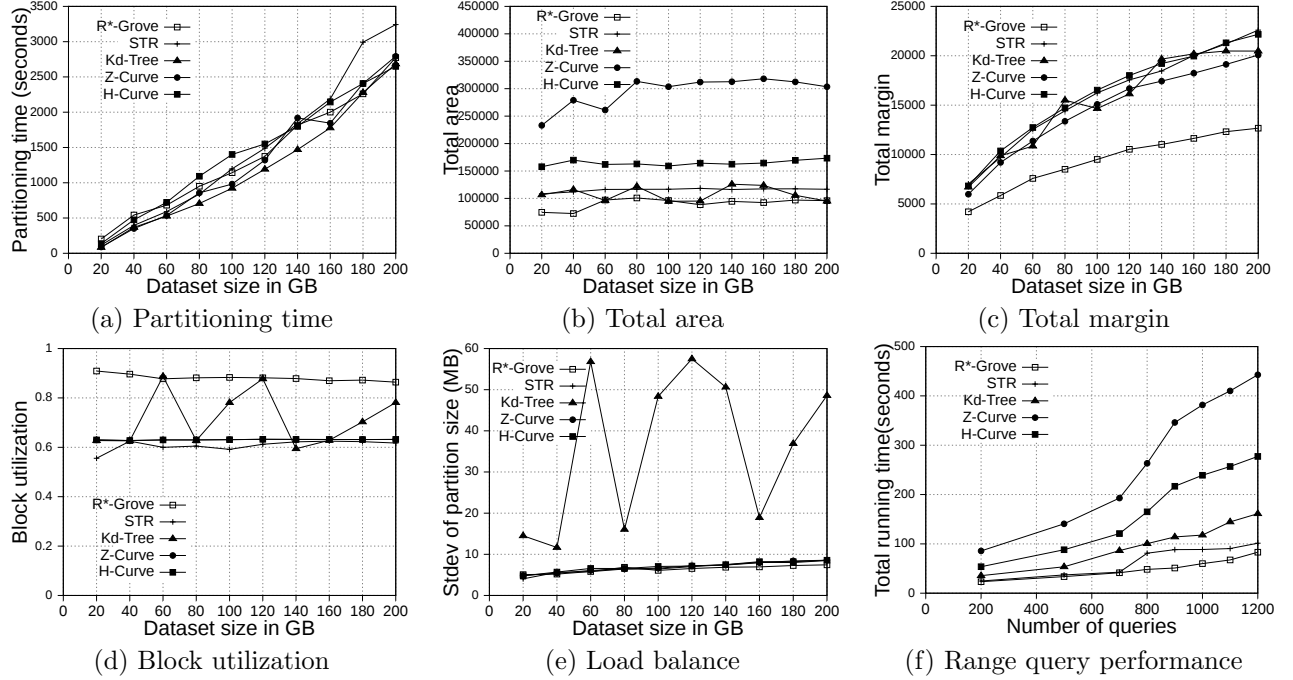 3500
3000
2500
2000
1500
1000
500
0
Partitioning time (seconds)
R*-Grove
STR
Kd-Tree
Z-Curve
H-Curve
0 20 40 60 80 100 120 140 160 180 200
Dataset size in GB
(a) Partitioning time
450000
400000
350000
300000
250000
200000
150000
100000
50000
0
Total area
R*-Grove
STR
Kd-Tree
Z-Curve
H-Curve
0 20 40 60 80 100 120 140 160 180 200
Dataset size in GB
(b) Total area
25000
20000
15000
10000
5000
0
Total margin
R*-Grove
STR
Kd-Tree
Z-Curve
H-Curve
0 20 40 60 80 100 120 140 160 180 200
Dataset size in GB
(c) Total margin
1
0.8
0.6
0.4
0.2
0
Block utilization
R*-Grove
STR
Kd-Tree
Z-Curve
H-Curve
0 20 40 60 80 100 120 140 160 180 200
Dataset size in GB
(d) Block utilization
60
50
40
30
20
10
0
Stdev of partition size (MB)
R*-Grove
STR
Kd-Tree
Z-Curve
H-Curve
0 20 40 60 80 100 120 140 160 180 200
Dataset size in GB
(e) Load balance
500
400
300
200
100
0
Total running time(seconds)
R*-Grove
STR
Kd-Tree
Z-Curve
H-Curve
0 200 400 600 800 1000 1200
Number of queries
(f) Range query performance